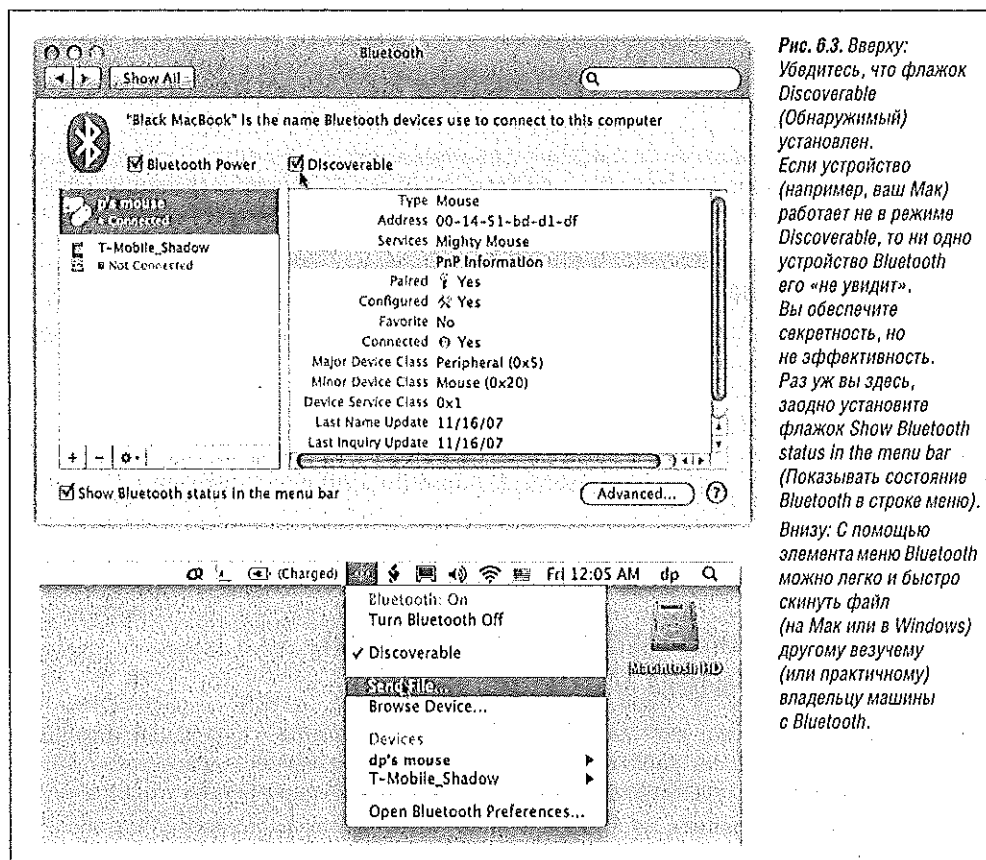 Bluetooth
Show All
"Black MacBook" is the name Bluetooth devices use to connect to this computer
Bluetooth Power
Discoverable
dp's mouse
Connected
T-Mobile_Shadow
Not Connected
Type Mouse
Address 00-14-51-bd-d1-df
Services Mighty Mouse
PnP Information
Paired Yes
Configured Yes
Favorite No
Connected Yes
Major Device Class Peripheral (0x5)
Minor Device Class Mouse (0x20)
Device Service Class 0x1
Last Name Update 11/16/07
Last Inquiry Update 11/16/07
+ -
Show Bluetooth status in the menu bar
Advanced... ?
(Charged) Fri 12:05 AM dp
Bluetooth: On
Turn Bluetooth Off
✓ Discoverable
Send File...
Browse Device...
Devices
dp's mouse
T-Mobile_Shadow
Open Bluetooth Preferences...
Macintosh HD
Рис. 6.3. Вверху:
Убедитесь, что флажок
Discoverable
(Обнаружимый)
установлен.
Если устройство
(например, ваш Мак)
работает не в режиме
Discoverable, то ни одно
устройство Bluetooth
его «не увидит».
Вы обеспечите
секретность, но
не эффективность.
Раз уж вы здесь,
заодно установите
флажок Show Bluetooth
status in the menu bar
(Показывать состояние
Bluetooth в строке меню).
Внизу: С помощью
элемента меню Bluetooth
можно легко и быстро
скинуть файл
(на Мак или в Windows)
другому везучему
(или практичному)
владельцу машины
с Bluetooth.